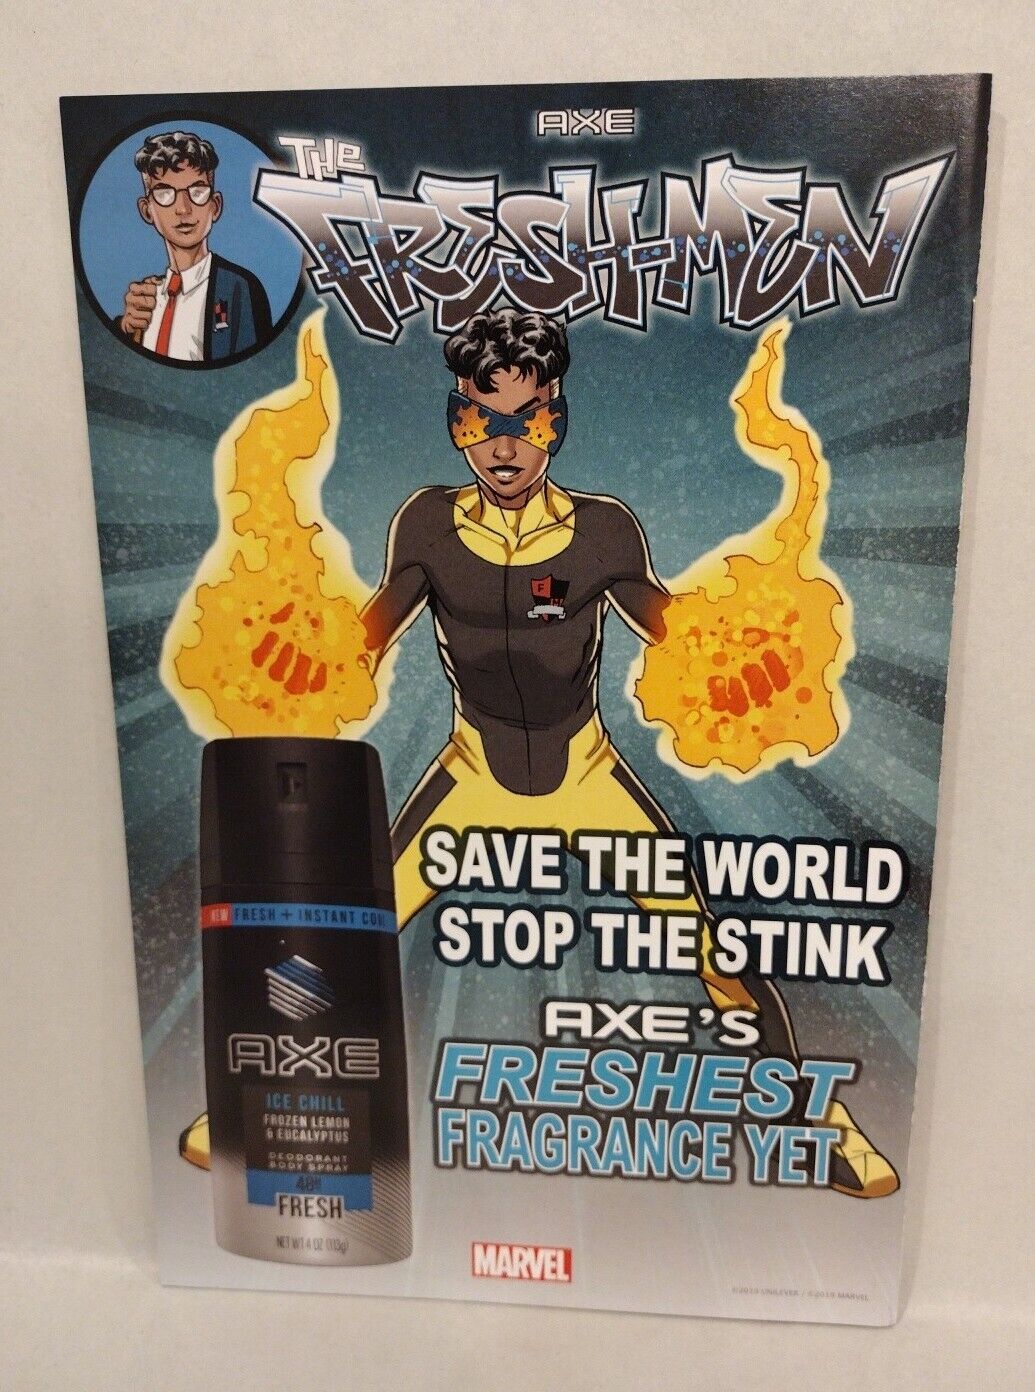 AXE
THE
FRESH-MEN
F H
SAVE THE WORLD
STOP THE STINK
AXE'S
FRESHEST
FRAGRANCE YET
NEW FRESH + INSTANT COOL
AXE
ICE CHILL
FROZEN LEMON
& EUCALYPTUS
DEODORANT
BODY SPRAY
48H
FRESH
NET WT 4 OZ (113g)
MARVEL
©2019 UNILEVER / ©2019 MARVEL